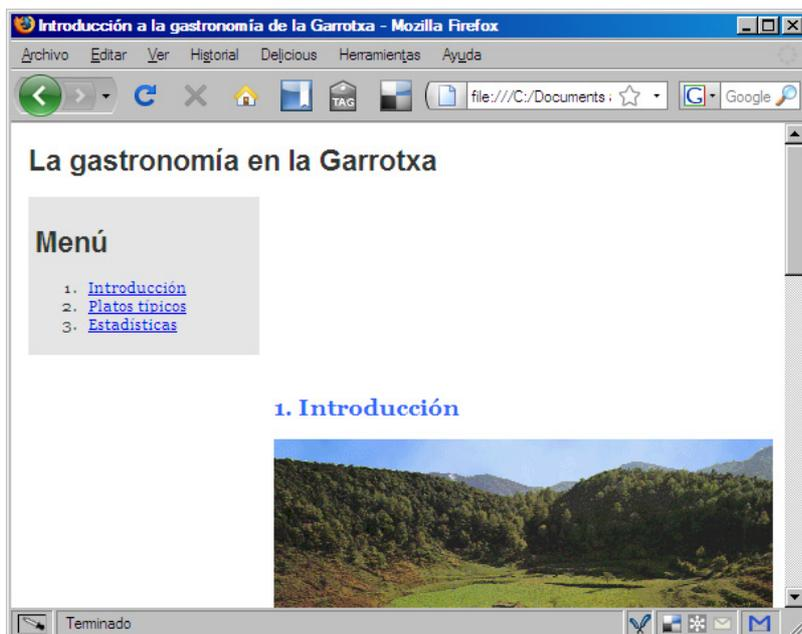 Introducción a la gastronomía de la Garrotxa - Mozilla Firefox
Archivo Editar Ver Historial Delicious Herramientas Ayuda
TAG file:///C:/Documents G Google
La gastronomía en la Garrotxa
Menú
1. Introducción
2. Platos típicos
3. Estadísticas
1. Introducción
Terminado